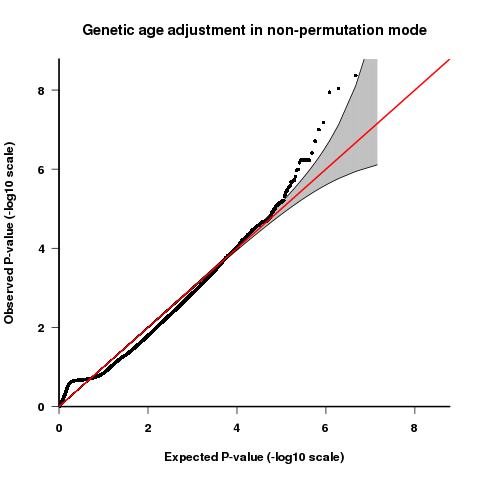 Genetic age adjustment in non-permutation mode
Observed P-value (-log10 scale)
8
6
4
2
0
0 2 4 6 8
Expected P-value (-log10 scale)